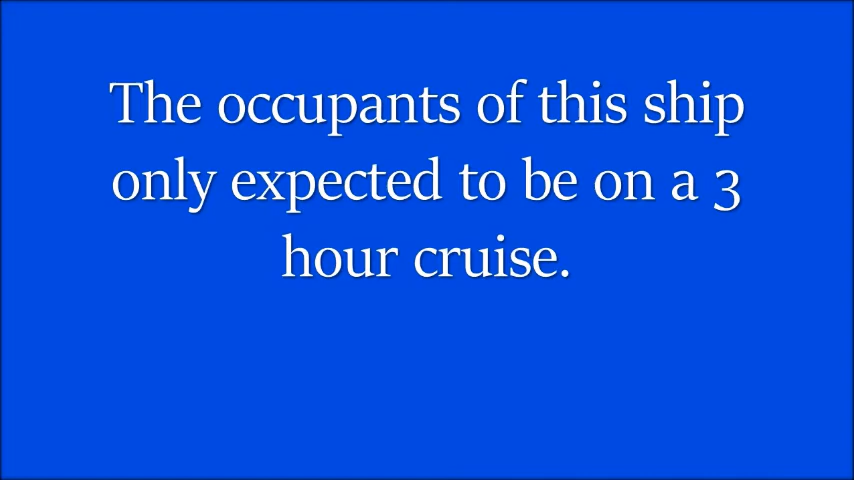 The occupants of this ship
only expected to be on a 3
hour cruise.